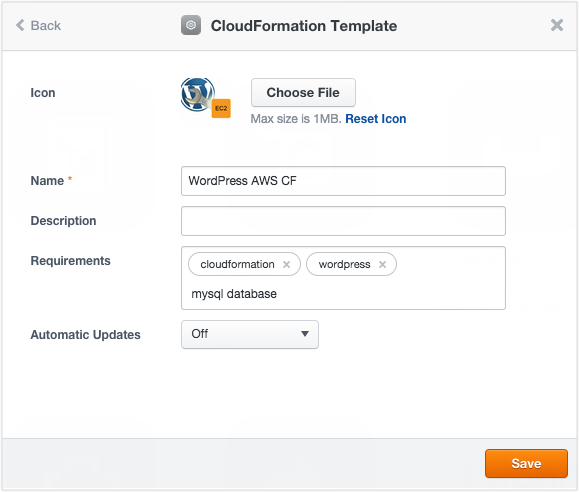 Back
CloudFormation Template
Icon
EC2
Choose File
Max size is 1MB. Reset Icon
Name *
WordPress AWS CF
Description
Requirements
cloudformation × wordpress ×
mysql database
Automatic Updates
Off
Save